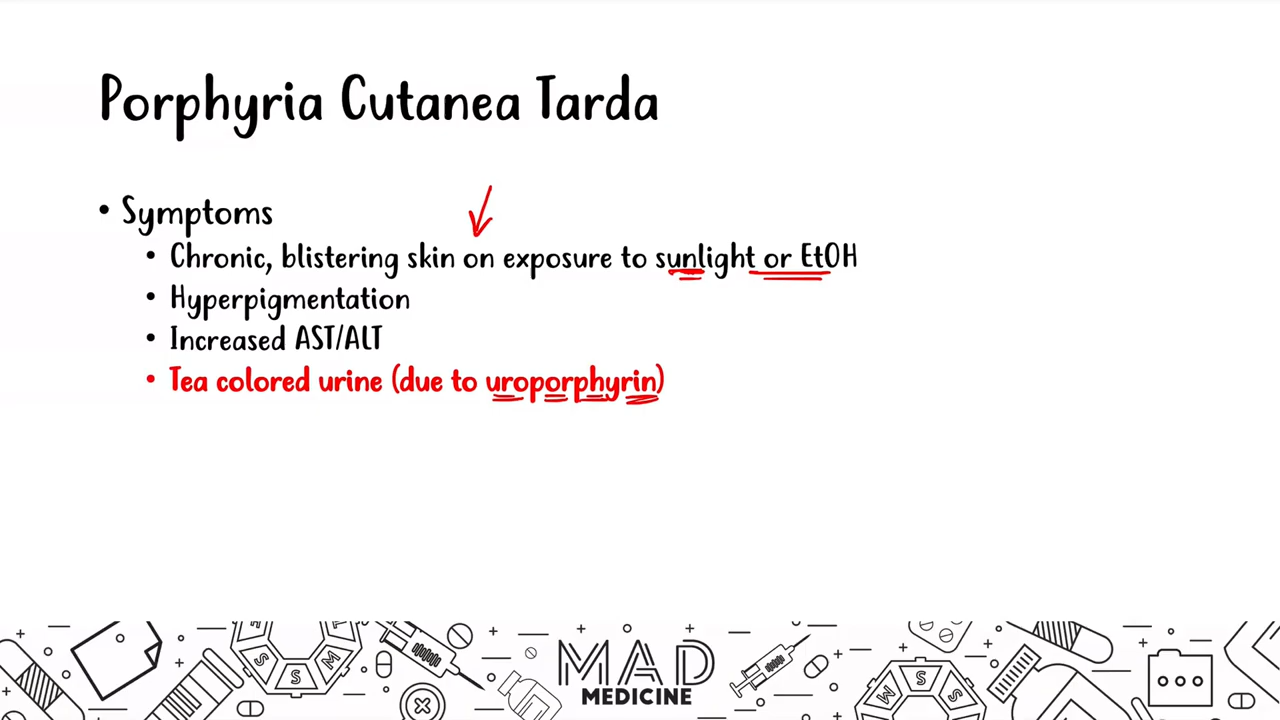 Porphyria Cutanea Tarda
• Symptoms
• Chronic, blistering skin on exposure to sunlight or EtOH
• Hyperpigmentation
• Increased AST/ALT
• Tea colored urine (due to uroporphyrin)
S S M
M S S
MAD
MEDICINE